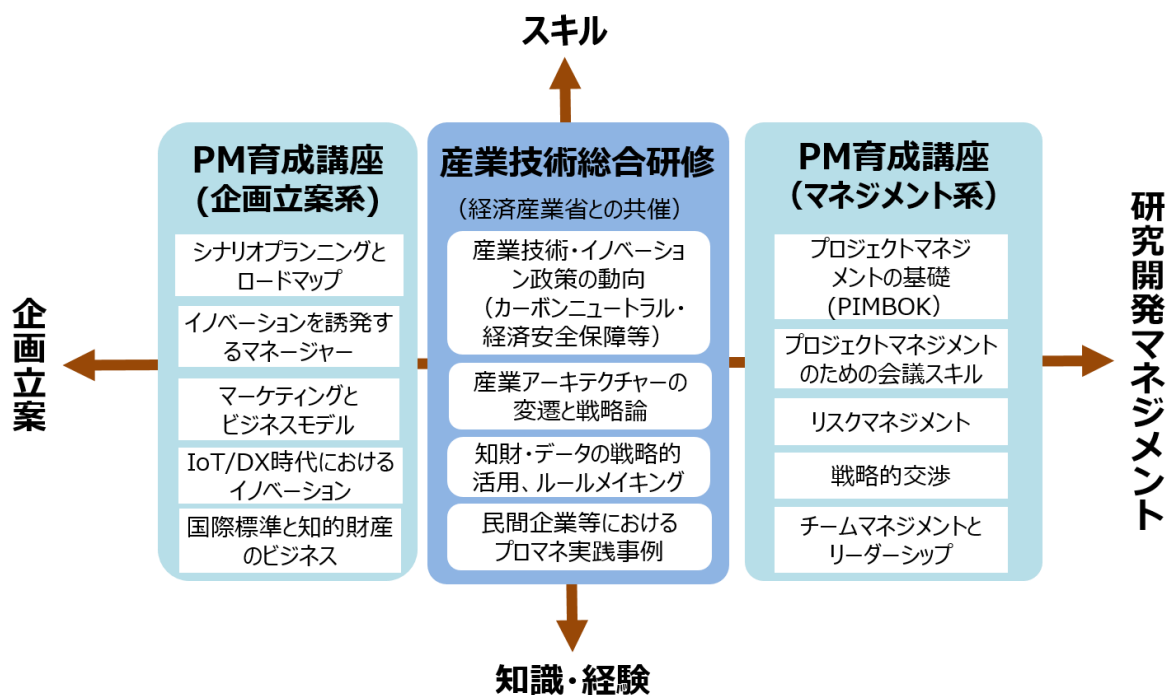 スキル
PM育成講座
(企画立案系)
シナリオプランニングと
ロードマップ
イノベーションを誘発す
るマネージャー
マーケティングと
ビジネスモデル
IoT/DX時代における
イノベーション
国際標準と知的財産
のビジネス
産業技術総合研修
（経済産業省との共催）
産業技術・イノベーショ
ン政策の動向
（カーボンニュートラル・
経済安全保障等）
産業アーキテクチャーの
変遷と戦略論
知財・データの戦略的
活用、ルールメイキング
民間企業等における
プロマネ実践事例
PM育成講座
（マネジメント系）
プロジェクトマネジ
メントの基礎
(PIMBOK）
プロジェクトマネジメント
のための会議スキル
リスクマネジメント
戦略的交渉
チームマネジメントと
リーダーシップ
企画立案
研究開発マネジメント
知識・経験